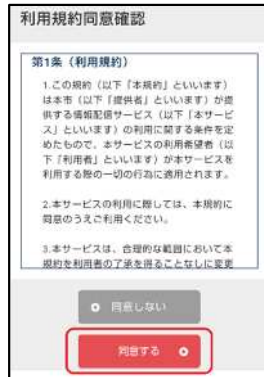 利用規約同意確認
第1条（利用規約）
1.この規約（以下「本規約」といいます）
は本市（以下「提供者」といいます）が提
供する情報配信サービス（以下「本サービ
ス」といいます）の利用に関する条件を定
めたもので、本サービスの利用希望者（以
下「利用者」といいます）が本サービスを
利用する際の一切の行為に適用されます。
2.本サービスの利用に際しては、本規約に
同意のうえご利用ください。
3.本サービスは、合理的な範囲において本
規約を利用者の了承を得ることなしに変更
同意しない
同意する